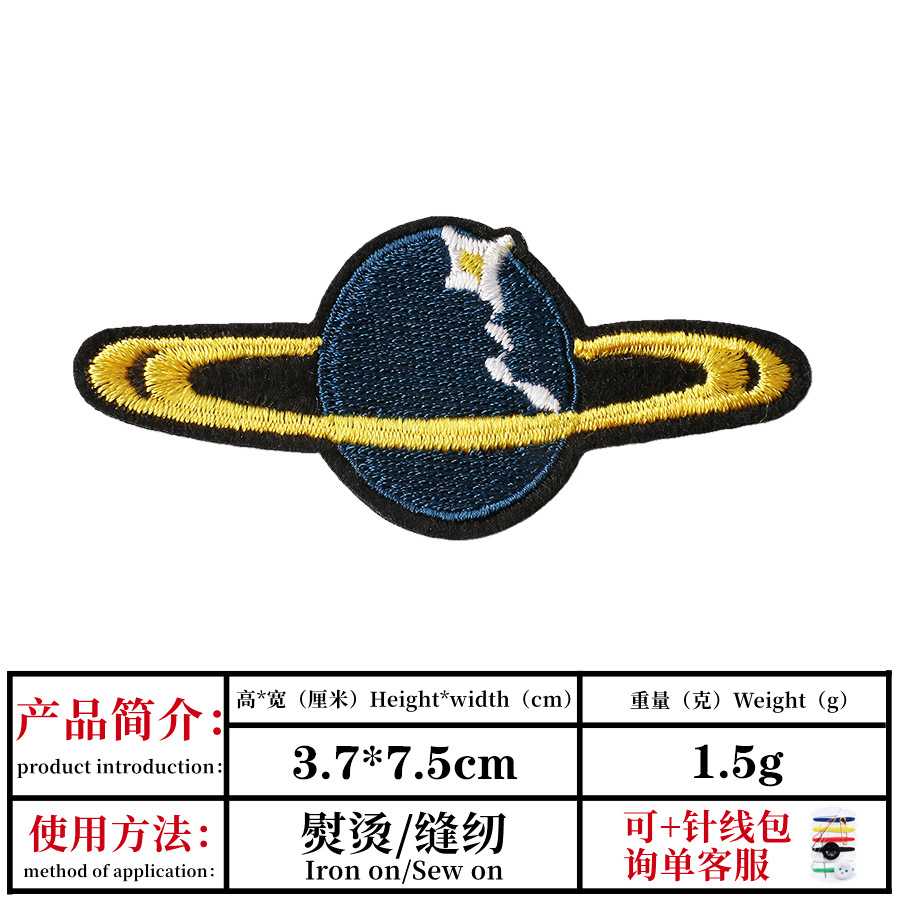 产品简介：
product introduction:
高*宽（厘米）Height*width（cm）
重量（克）Weight（g）
3.7*7.5cm
1.5g
使用方法：
method of application:
熨烫/缝纫
Iron on/Sew on
可+针线包
询单客服